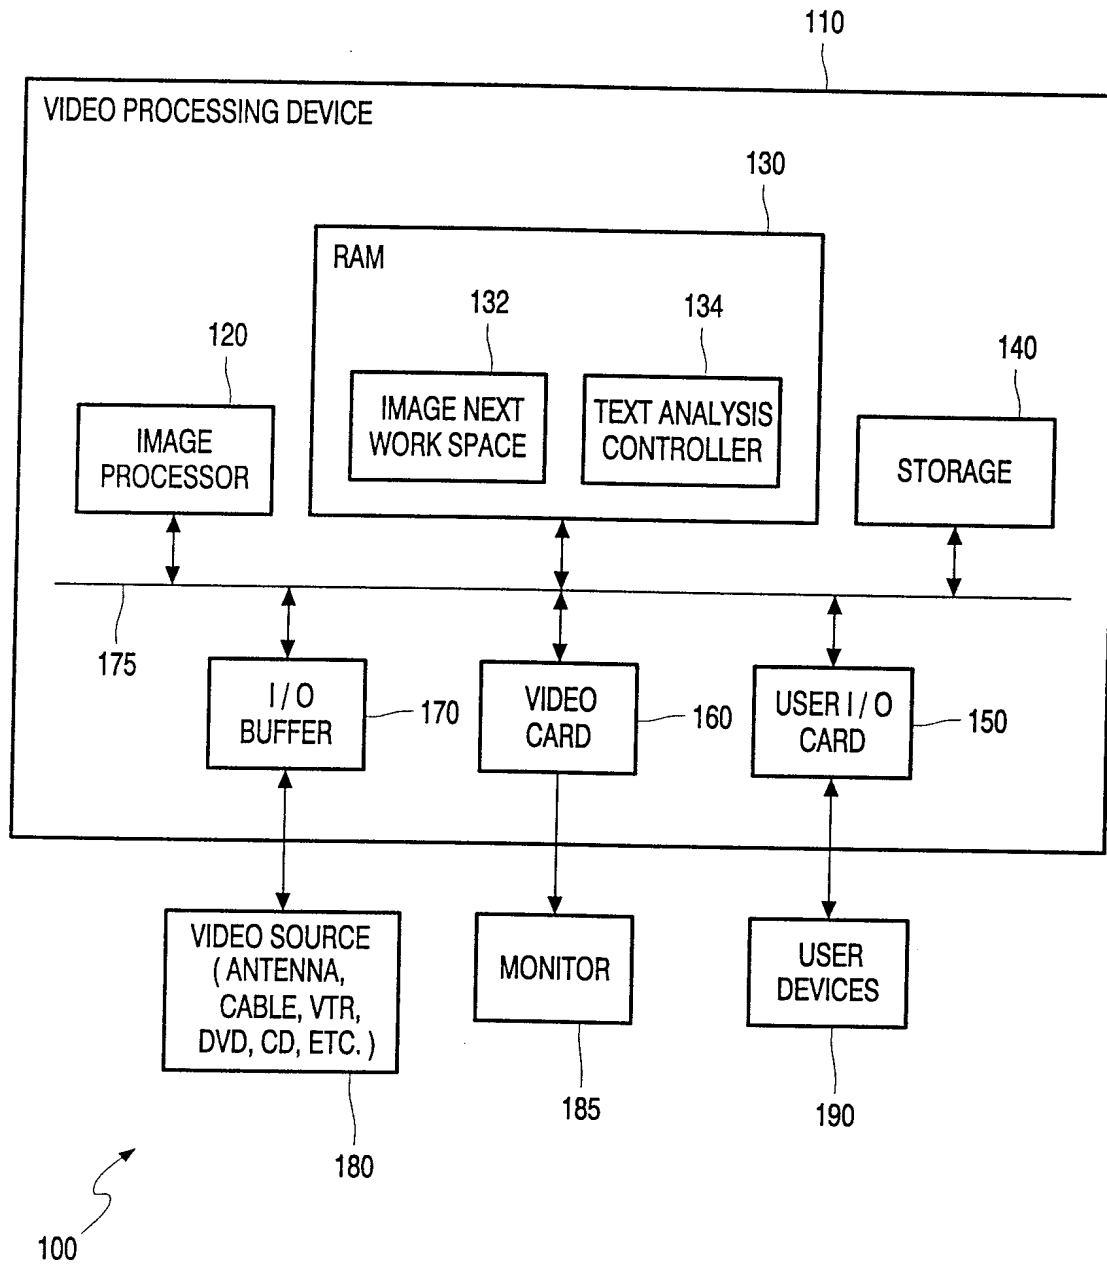 110
VIDEO PROCESSING DEVICE
130
RAM
132
134
120
140
IMAGE NEXT
WORK SPACE
TEXT ANALYSIS
CONTROLLER
IMAGE
PROCESSOR
STORAGE
175
I / O
BUFFER
170
VIDEO
CARD
160
USER I / O
CARD
150
VIDEO SOURCE
( ANTENNA,
CABLE, VTR,
DVD, CD, ETC. )
MONITOR
USER
DEVICES
185
190
180
100